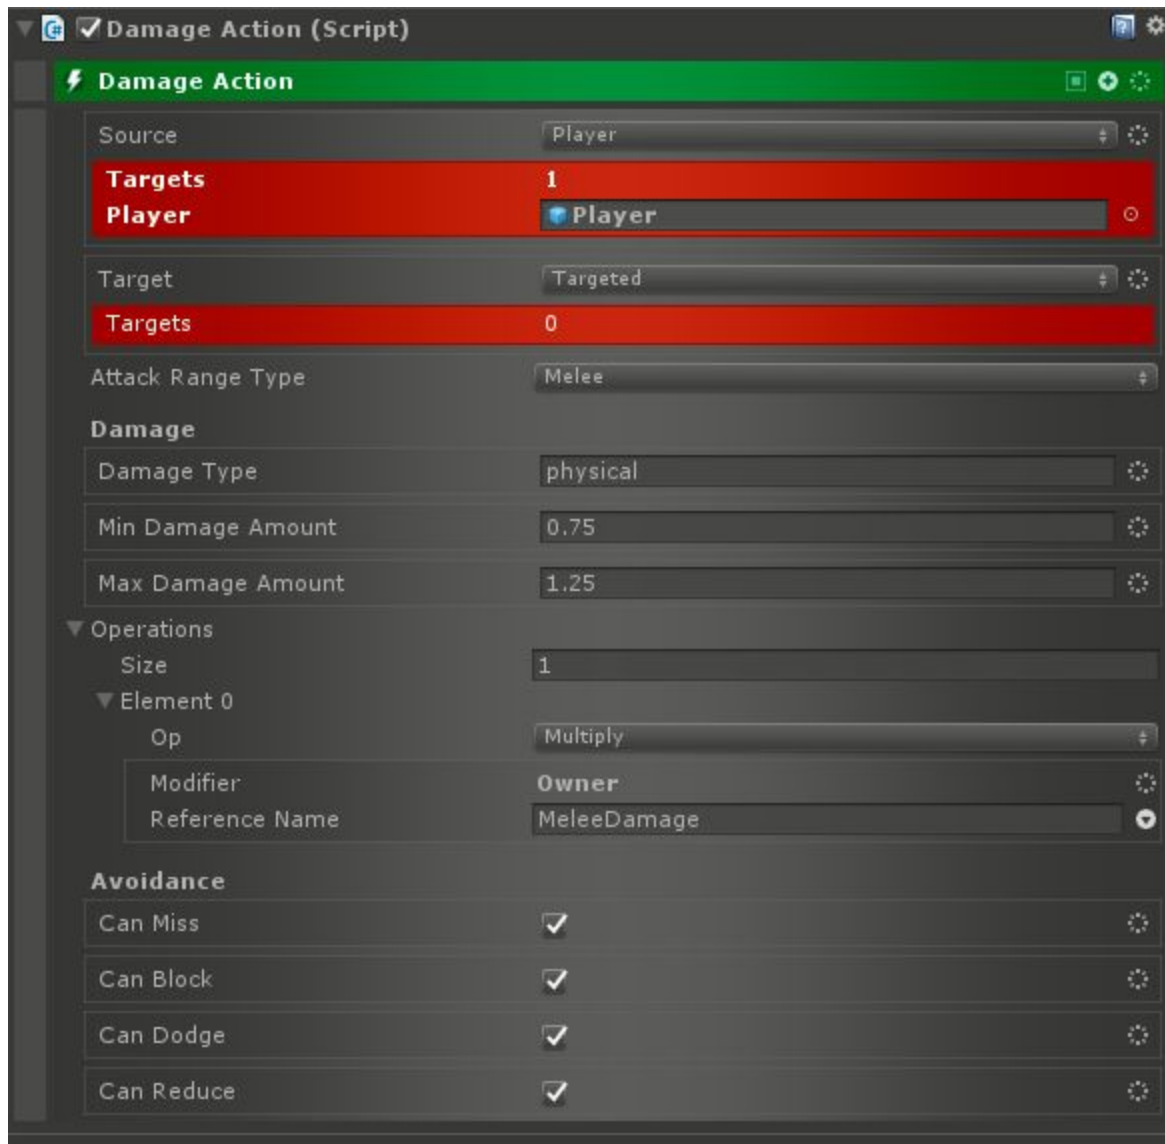 Damage Action (Script)
Damage Action
Source Player
Targets 1
Player Player
Target Targeted
Targets 0
Attack Range Type Melee
Damage
Damage Type physical
Min Damage Amount 0.75
Max Damage Amount 1.25
Operations
Size 1
Element 0
Op Multiply
Modifier Owner
Reference Name MeleeDamage
Avoidance
Can Miss
Can Block
Can Dodge
Can Reduce